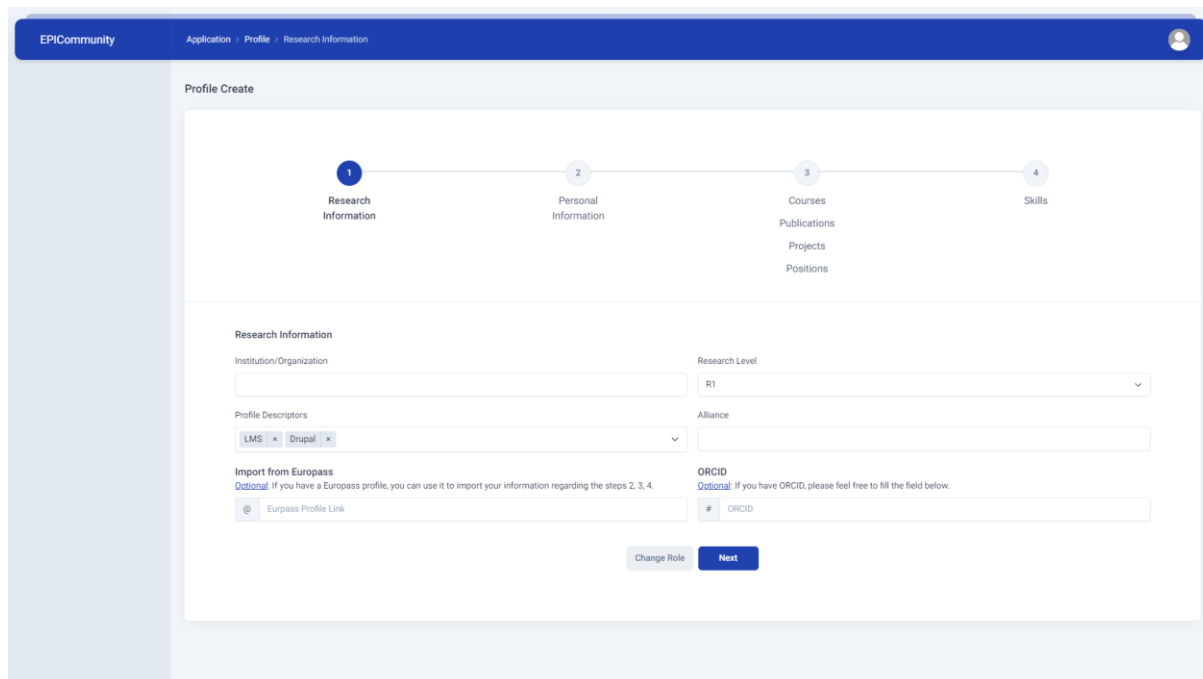 EPICommunity
Application > Profile > Research Information
Profile Create
1
2
3
4
Research
Information
Personal
Information
Courses
Publications
Projects
Positions
Skills
Research Information
Institution/Organization
Research Level
R1
Profile Descriptors
Alliance
LMS ×
Drupal ×
Import from Europass
Optional: If you have a Europass profile, you can use it to import your information regarding the steps 2, 3, 4.
ORCID
Optional: If you have ORCID, please feel free to fill the field below.
@ Eurpass Profile Link
# ORCID
Change Role
Next